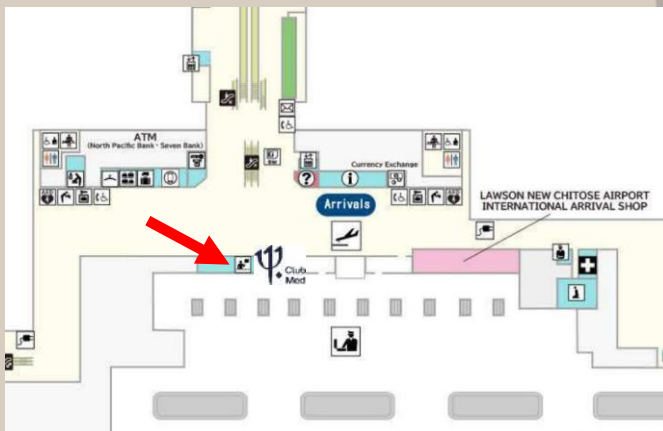 ATM
(North Pacific Bank・Seven Bank)
Currency Exchange
Arrivals
LAWSON NEW CHITOSE AIRPORT
INTERNATIONAL ARRIVAL SHOP
Club
Med